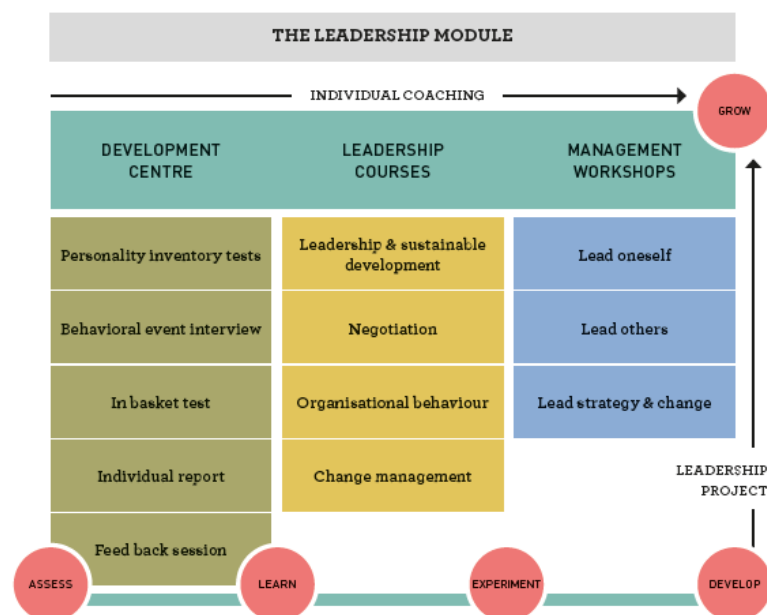 THE LEADERSHIP MODULE
INDIVIDUAL COACHING
GROW
DEVELOPMENT
CENTRE
LEADERSHIP
COURSES
MANAGEMENT
WORKSHOPS
Personality inventory tests
Behavioral event interview
In basket test
Individual report
Feed back session
Leadership & sustainable
development
Negotiation
Organisational behaviour
Change management
Lead oneself
Lead others
Lead strategy & change
LEADERSHIP
PROJECT
ASSESS
LEARN
EXPERIMENT
DEVELOP